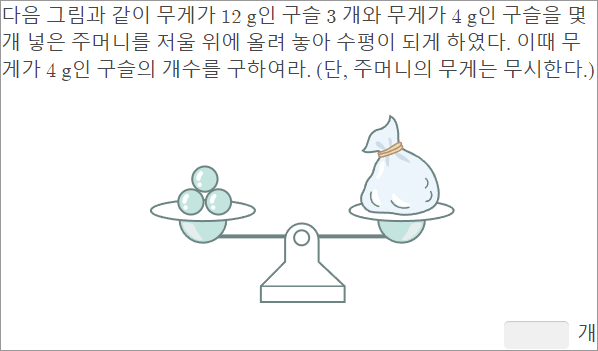 다음 그림과 같이 무게가 12 g인 구슬 3 개와 무게가 4 g인 구슬을 몇
개 넣은 주머니를 저울 위에 올려 놓아 수평이 되게 하였다. 이때 무
게가 4 g인 구슬의 개수를 구하여라. (단, 주머니의 무게는 무시한다.)
개